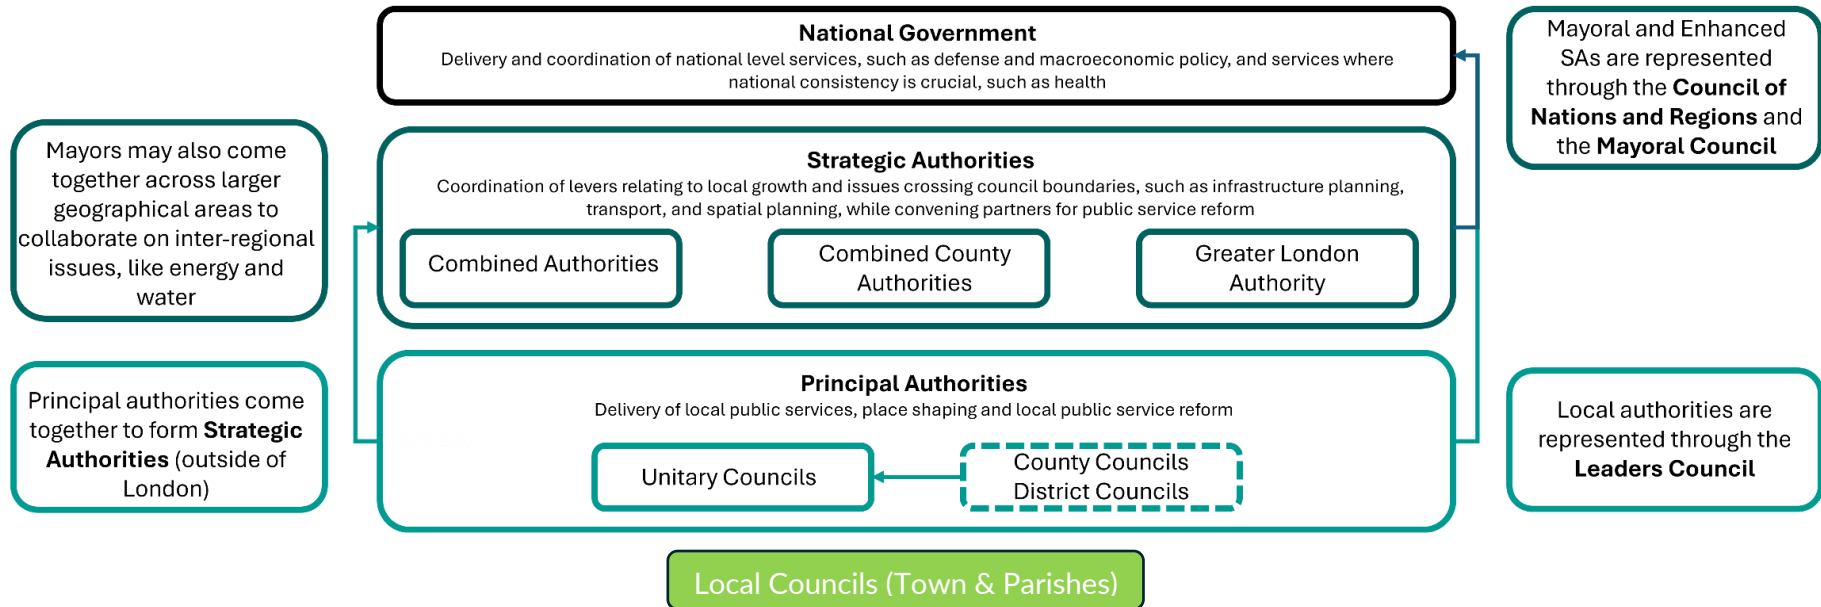 National Government
Delivery and coordination of national level services, such as defense and macroeconomic policy, and services where
national consistency is crucial, such as health
Mayoral and Enhanced
SAs are represented
through the Council of
Nations and Regions and
the Mayoral Council
Mayors may also come
together across larger
geographical areas to
collaborate on inter-regional
issues, like energy and
water
Strategic Authorities
Coordination of levers relating to local growth and issues crossing council boundaries, such as infrastructure planning,
transport, and spatial planning, while convening partners for public service reform
Combined Authorities
Combined County
Authorities
Greater London
Authority
Principal authorities come
together to form Strategic
Authorities (outside of
London)
Principal Authorities
Delivery of local public services, place shaping and local public service reform
Unitary Councils
County Councils
District Councils
Local authorities are
represented through the
Leaders Council
Local Councils (Town & Parishes)